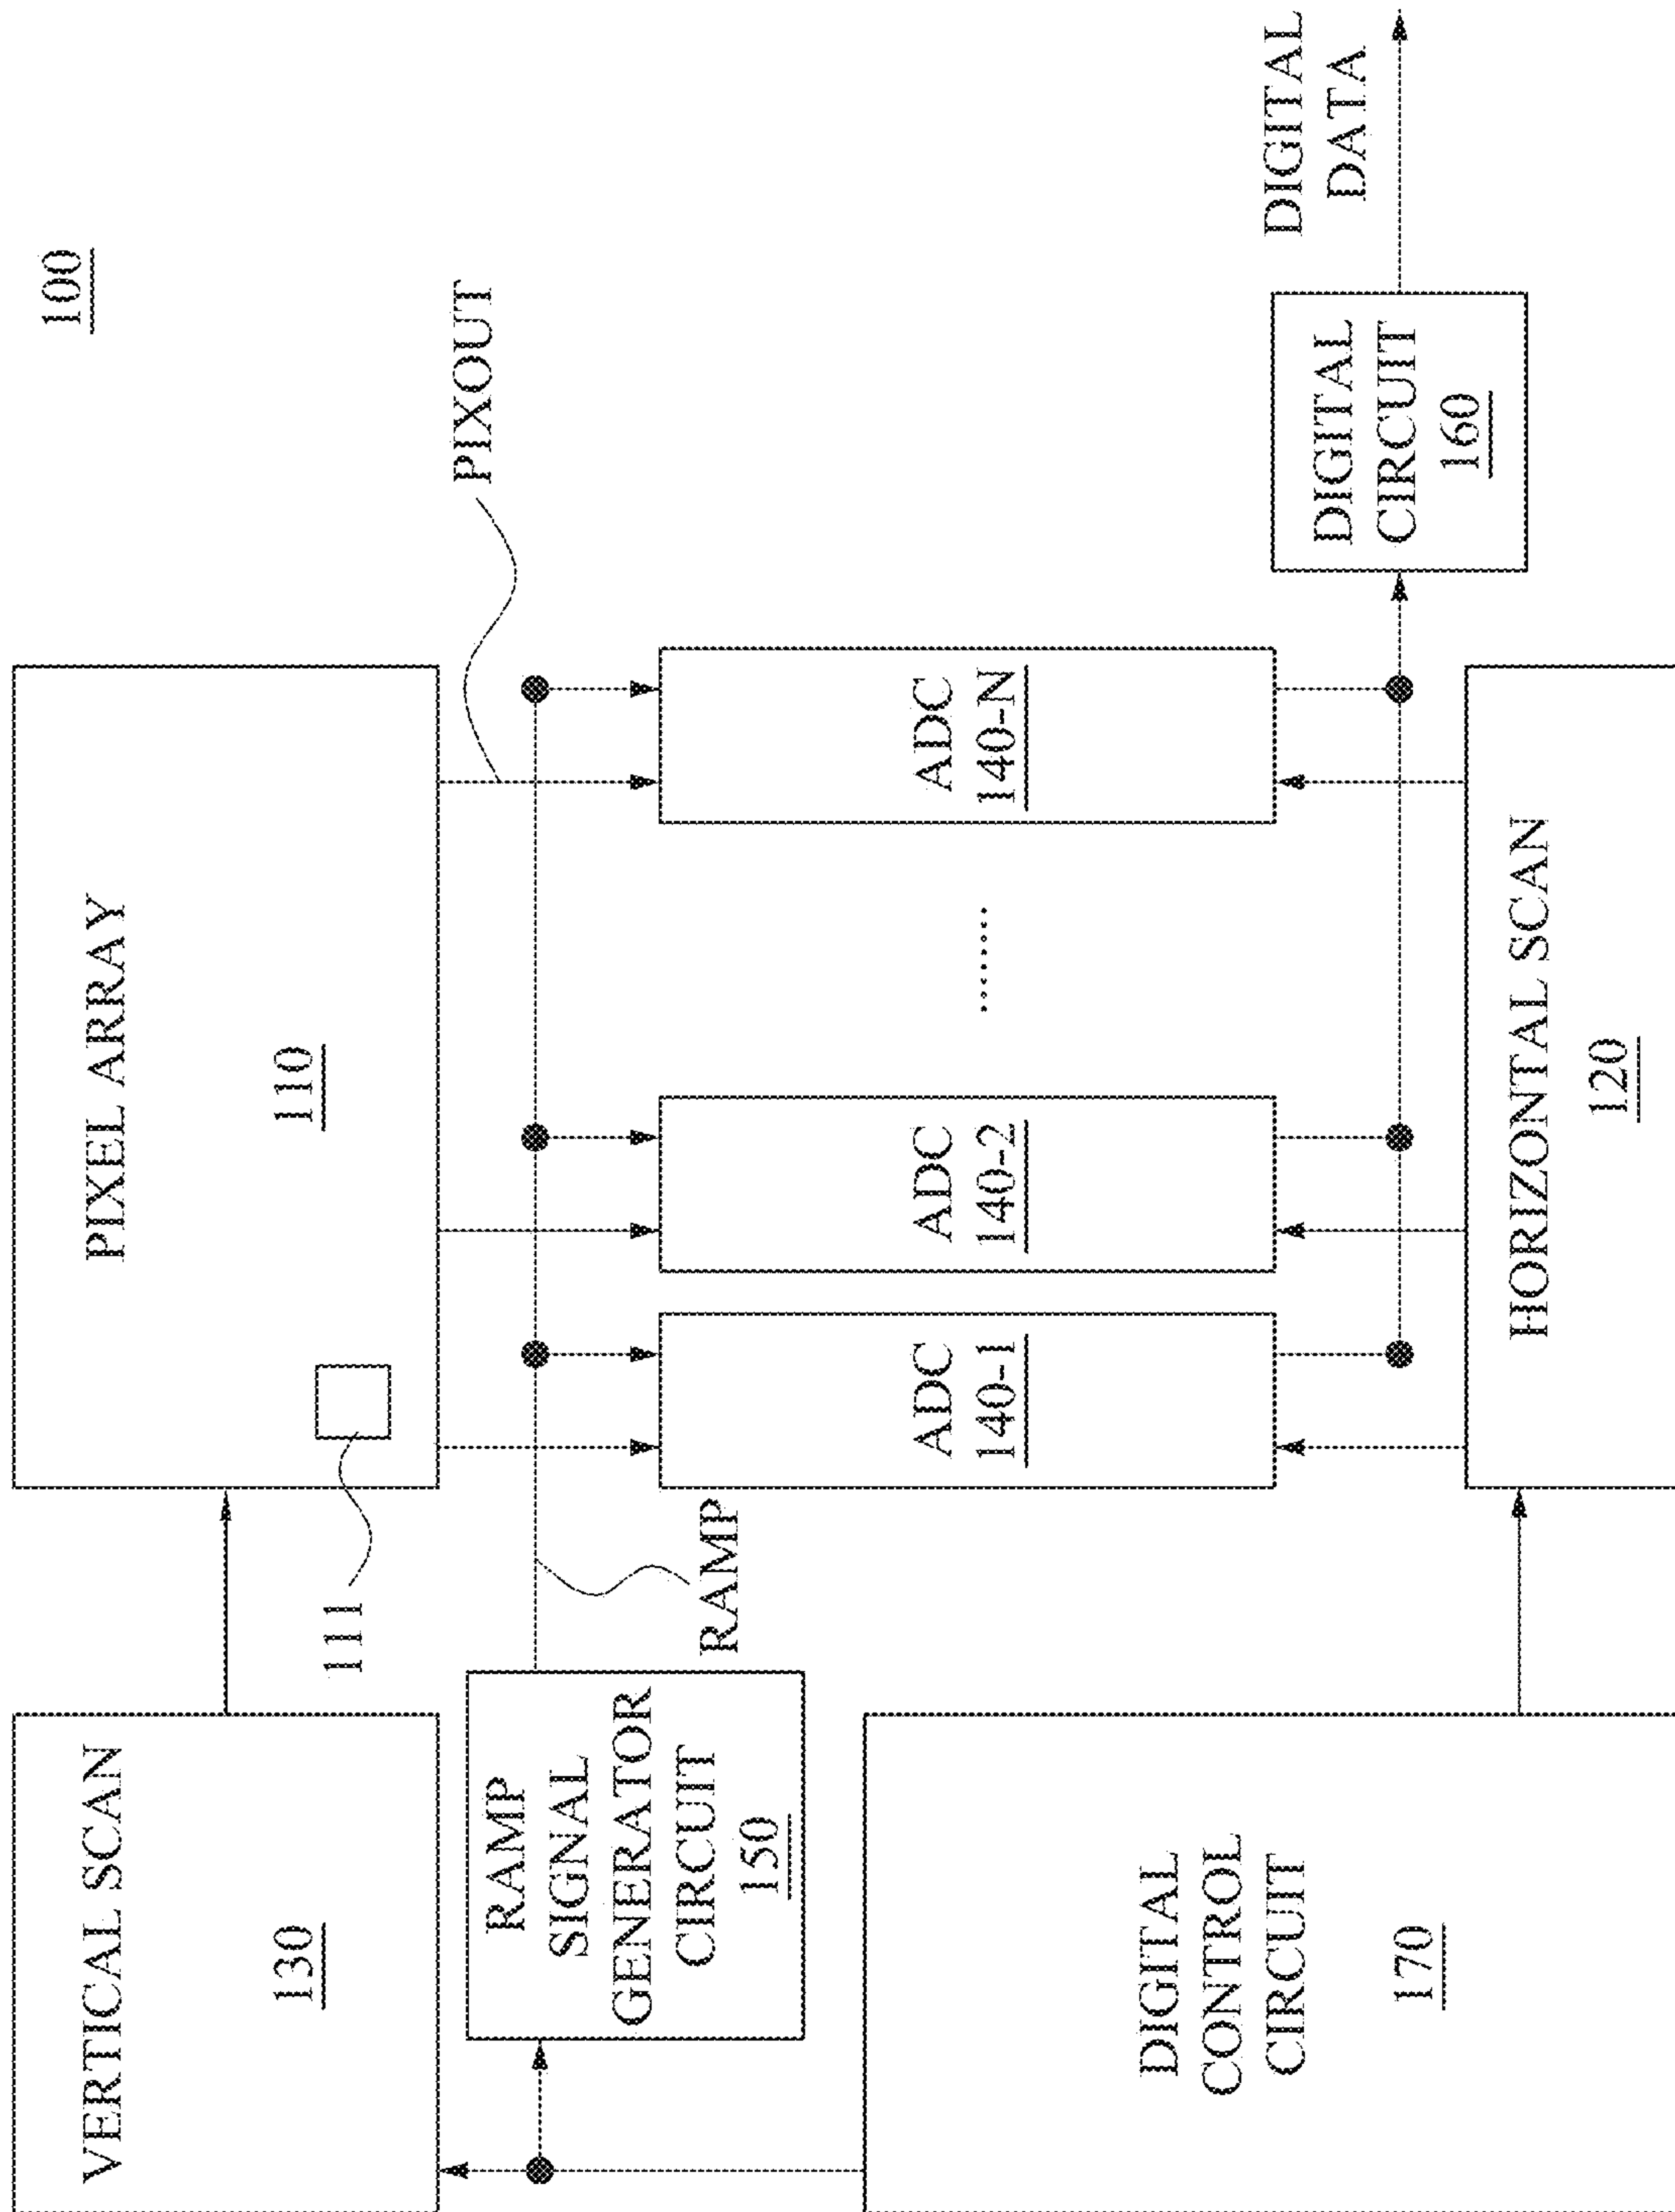 100
VERTICAL SCAN
130
PIXEL ARRAY
110
111
PIXOUT
RAMP
SIGNAL
GENERATOR
CIRCUIT
150
RAMP
ADC
140-1
ADC
140-2
.......
ADC
140-N
DIGITAL
CONTROL
CIRCUIT
170
HORIZONTAL SCAN
120
DIGITAL
CIRCUIT
160
DIGITAL
DATA